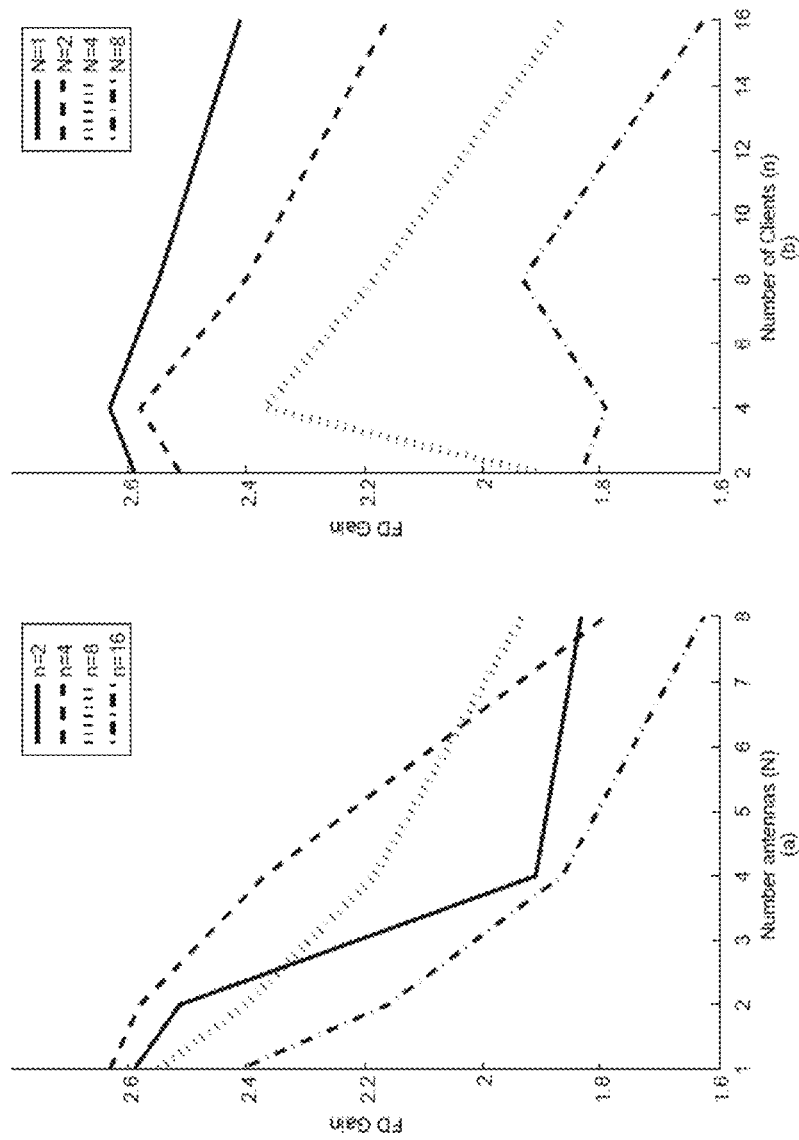 n=2
n=4
n=8
n=16
FD Gain
2.6
2.4
2.2
2
1.8
1.6
1
2
3
4
5
6
7
8
Number antennas (N)
(a)
N=1
N=2
N=4
N=8
FD Gain
2.6
2.4
2.2
2
1.8
1.6
2
4
6
8
10
12
14
16
Number of Clients (n)
(b)